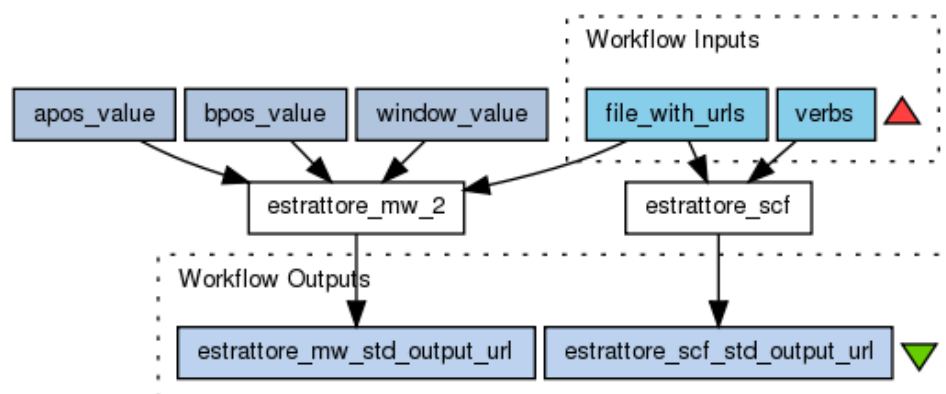 Workflow Inputs
apos_value
bpos_value
window_value
file_with_urls
verbs
estrattore_mw_2
estrattore_scf
Workflow Outputs
estrattore_mw_std_output_url
estrattore_scf_std_output_url